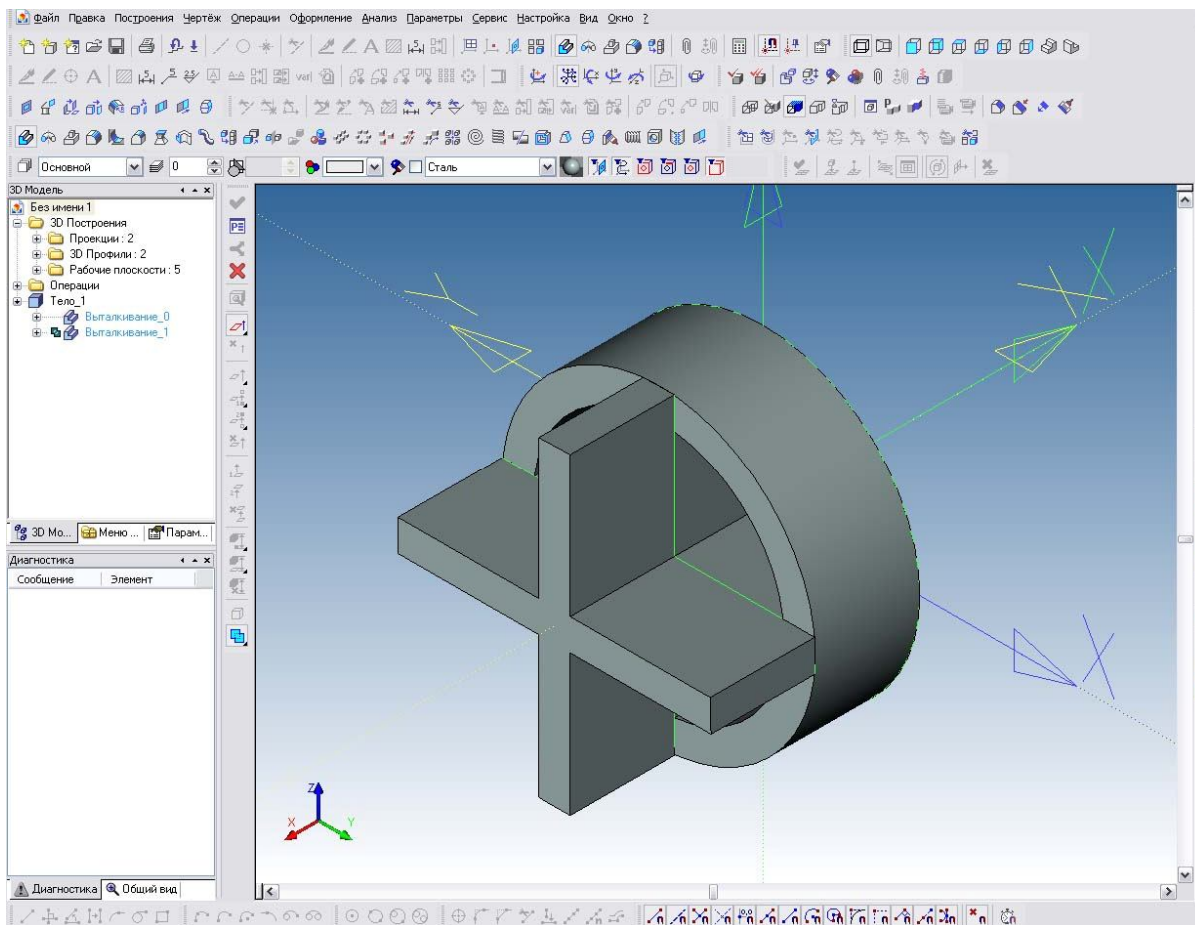 Файл Правка Построения Чертёж Операции Оформление Анализ Параметры Сервис Настройка Вид Окно ?
Основной 0 Сталь
3D Модель
Без имени 1
3D Построения
Проекции : 2
3D Профили : 2
Рабочие плоскости : 5
Операции
Тело_1
Выталкивание_0
Выталкивание_1
3D Мо... Меню ... Парам...
Диагностика
Сообщение Элемент
Диагностика Общий вид
Y
X
X
X
Z
X
Y